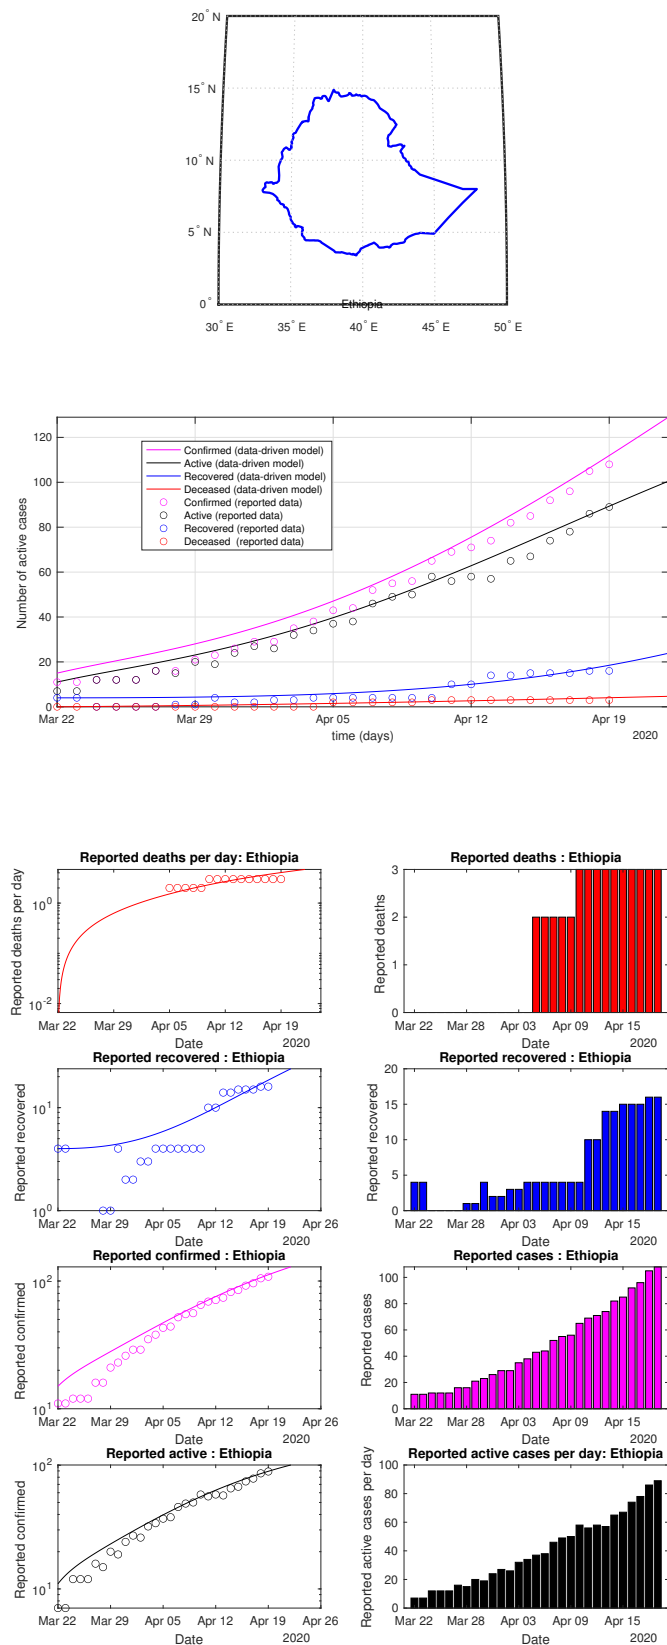 20° N
15° N
10° N
5° N
0°
Ethiopia
30° E 35° E 40° E 45° E 50° E
Number of active cases
120
100
80
60
40
20
0
Confirmed (data-driven model)
Active (data-driven model)
Recovered (data-driven model)
Deceased (data-driven model)
Confirmed (reported data)
Active (reported data)
Recovered (reported data)
Deceased (reported data)
Mar 22 Mar 29 Apr 05 Apr 12 Apr 19
time (days)
2020
Reported deaths per day: Ethiopia
Reported deaths per day
10^0
10^-2
Mar 22 Mar 29 Apr 05 Apr 12 Apr 19
Date
2020
Reported deaths : Ethiopia
Reported deaths
3
2
1
0
Mar 22 Mar 28 Apr 03 Apr 09 Apr 15
Date
2020
Reported recovered : Ethiopia
Reported recovered
10^1
10^0
Mar 22 Mar 29 Apr 05 Apr 12 Apr 19 Apr 26
Date
2020
Reported recovered : Ethiopia
Reported recovered
20
15
10
5
0
Mar 22 Mar 28 Apr 03 Apr 09 Apr 15
Date
2020
Reported confirmed : Ethiopia
Reported confirmed
10^2
10^1
Mar 22 Mar 29 Apr 05 Apr 12 Apr 19 Apr 26
Date
2020
Reported cases : Ethiopia
Reported cases
100
80
60
40
20
0
Mar 22 Mar 28 Apr 03 Apr 09 Apr 15
Date
2020
Reported active : Ethiopia
Reported confirmed
10^2
10^1
Mar 22 Mar 29 Apr 05 Apr 12 Apr 19 Apr 26
Date
2020
Reported active cases per day: Ethiopia
Reported active cases per day
100
80
60
40
20
0
Mar 22 Mar 28 Apr 03 Apr 09 Apr 15
Date
2020